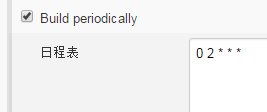 Build periodically
日程表
0 2 * * *